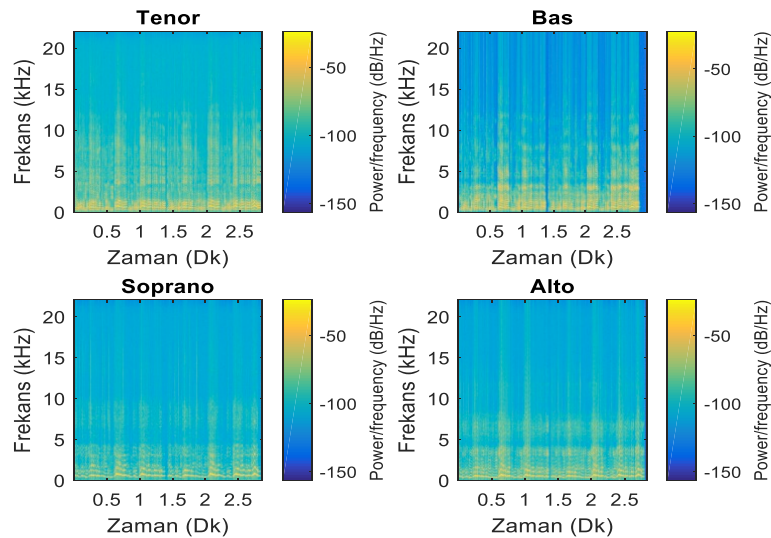 Tenor
20
15
10
5
0
Frekans (kHz)
0.5 1 1.5 2 2.5
Zaman (Dk)
-50
-100
-150
Power/frequency (dB/Hz)
Bas
20
15
10
5
0
Frekans (kHz)
0.5 1 1.5 2 2.5
Zaman (Dk)
-50
-100
-150
Power/frequency (dB/Hz)
Soprano
20
15
10
5
0
Frekans (kHz)
0.5 1 1.5 2 2.5
Zaman (Dk)
-50
-100
-150
Power/frequency (dB/Hz)
Alto
20
15
10
5
0
Frekans (kHz)
0.5 1 1.5 2 2.5
Zaman (Dk)
-50
-100
-150
Power/frequency (dB/Hz)